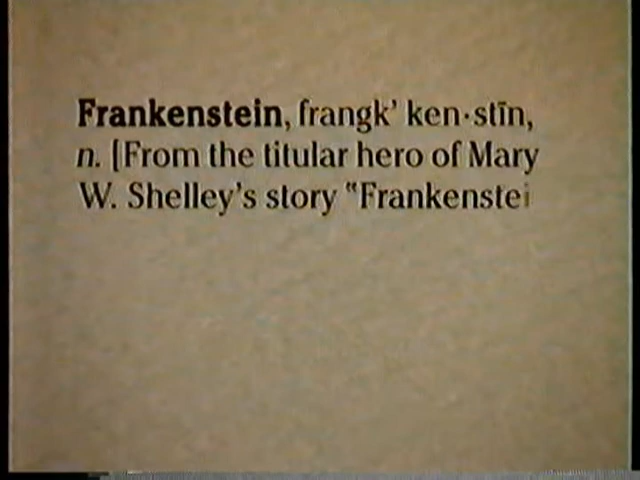 Frankenstein, frangk’ ken·stīn,
n. [From the titular hero of Mary
W. Shelley’s story “Frankenstei